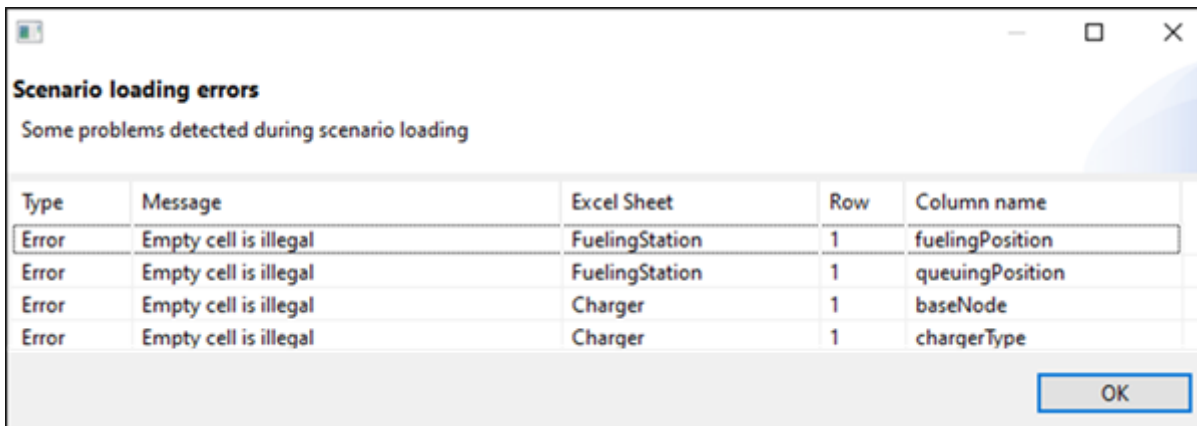 Scenario loading errors
Some problems detected during scenario loading
Type Message Excel Sheet Row Column name
Error Empty cell is illegal FuelingStation 1 fuelingPosition
Error Empty cell is illegal FuelingStation 1 queuingPosition
Error Empty cell is illegal Charger 1 baseNode
Error Empty cell is illegal Charger 1 chargerType
OK